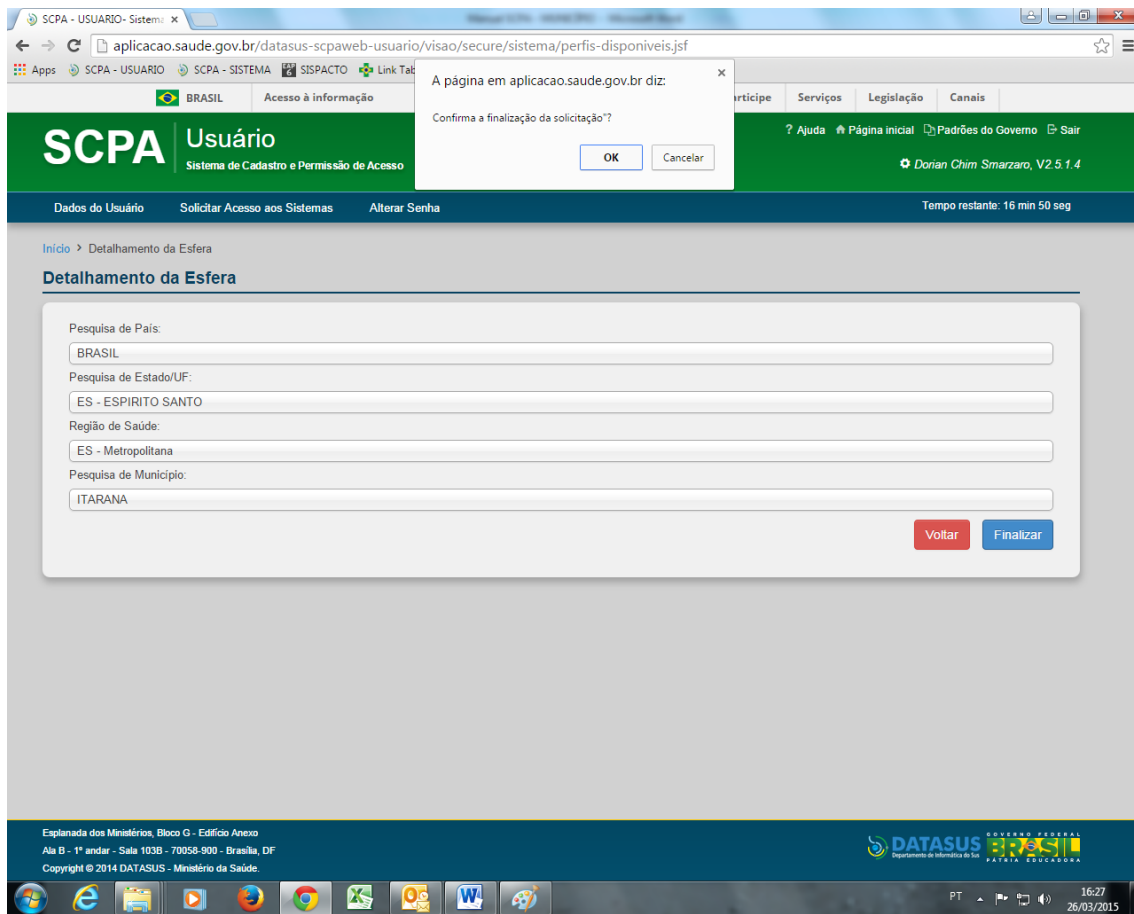 SCPA - USUARIO- Sistema
aplicacao.saude.gov.br/datasus-scpaweb-usuario/visao/secure/sistema/perfis-disponiveis.jsf
Apps SCPA - USUARIO SCPA - SISTEMA SISPACTO Link Tab
A página em aplicacao.saude.gov.br diz:
Confirma a finalização da solicitação"?
OK Cancelar
BRASIL Acesso à informação Serviços Legislação Canais
SCPA Usuário
Sistema de Cadastro e Permissão de Acesso
? Ajuda Página inicial Padrões do Governo Sair
Dorian Chim Smarzaro, V2.5.1.4
Dados do Usuário Solicitar Acesso aos Sistemas Alterar Senha Tempo restante: 16 min 50 seg
Início > Detalhamento da Esfera
Detalhamento da Esfera
Pesquisa de País:
BRASIL
Pesquisa de Estado/UF:
ES - ESPIRITO SANTO
Região de Saúde:
ES - Metropolitana
Pesquisa de Município:
ITARANA
Voltar Finalizar
Esplanada dos Ministérios, Bloco G - Edifício Anexo
Ala B - 1º andar - Sala 103B - 70058-900 - Brasília, DF
Copyright © 2014 DATASUS - Ministério da Saúde.
DATASUS
Departamento de Informática do Sus
GOVERNO FEDERAL
BRASIL
PÁTRIA EDUCADORA
PT 16:27
26/03/2015